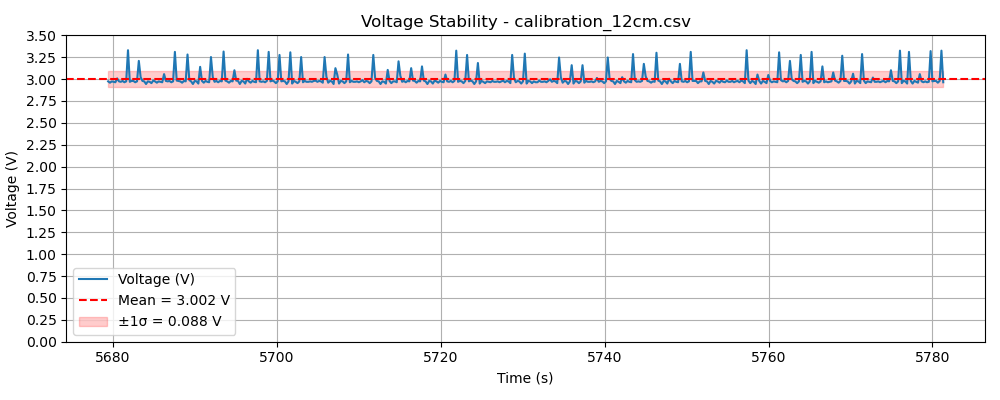 Voltage Stability - calibration_12cm.csv
3.50
3.25
3.00
2.75
2.50
2.25
2.00
1.75
1.50
1.25
1.00
0.75
0.50
0.25
0.00
Voltage (V)
Voltage (V)
Mean = 3.002 V
±1σ = 0.088 V
5680 5700 5720 5740 5760 5780
Time (s)